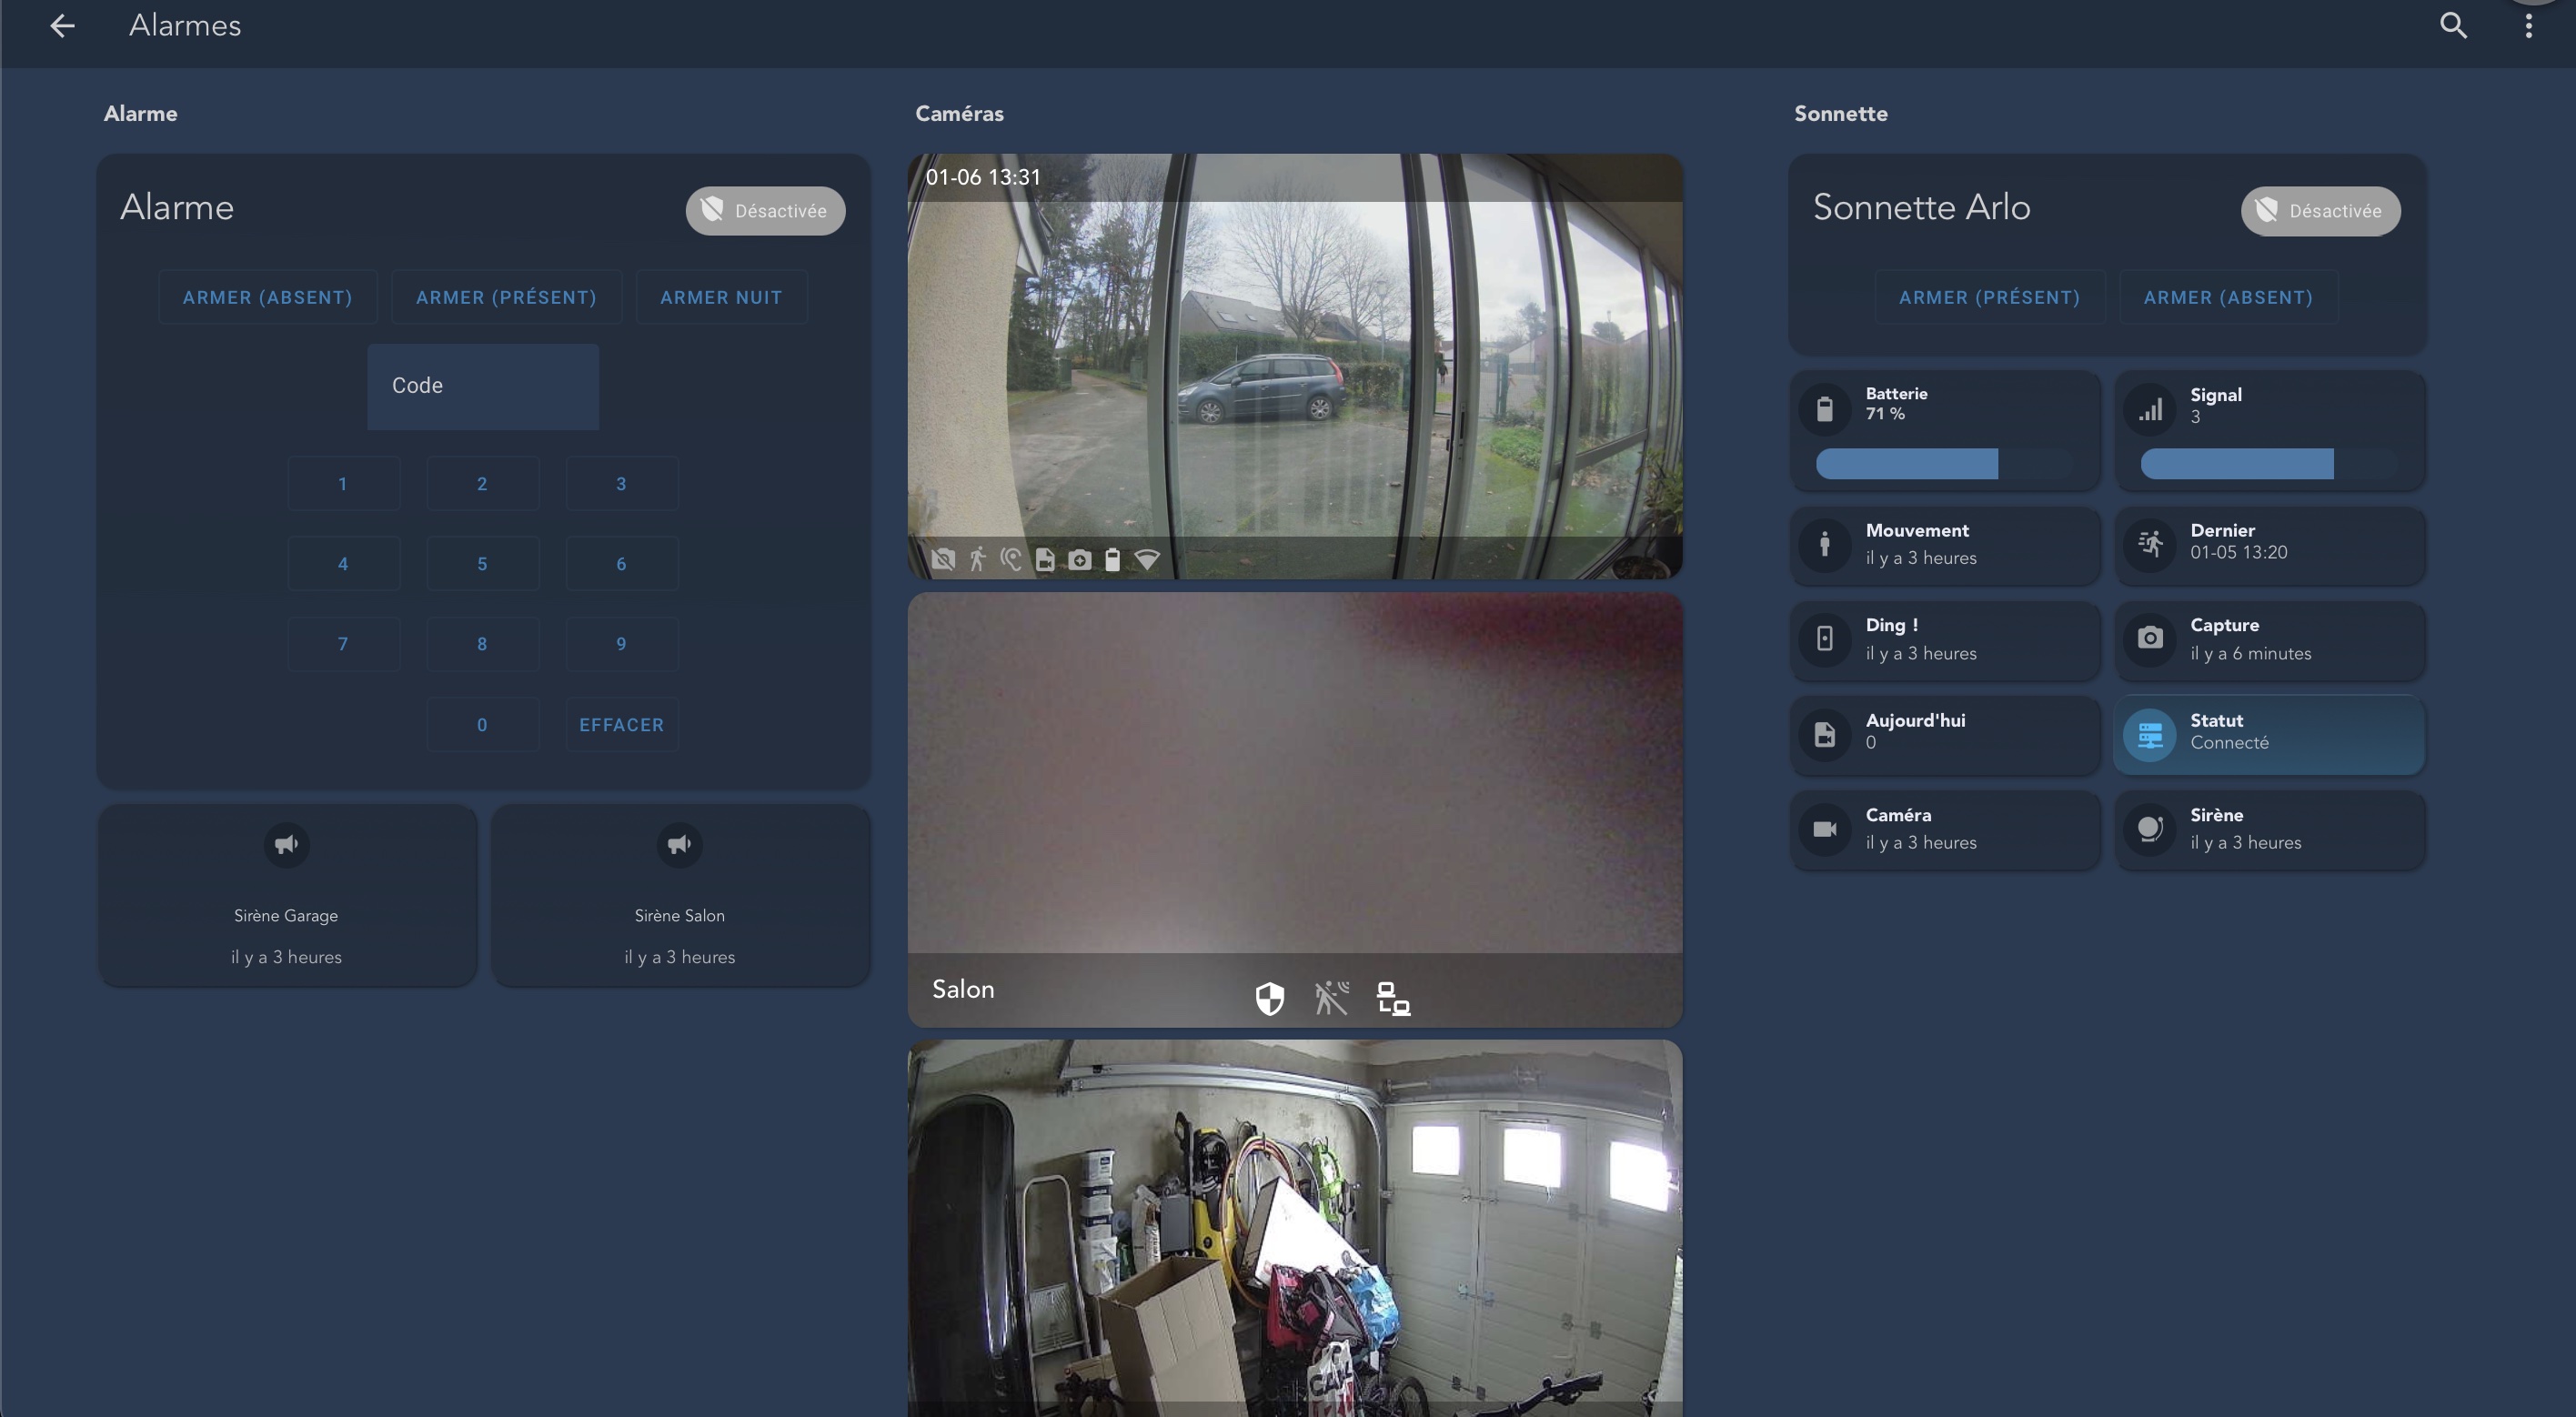 Alarmes
Alarme
Alarme
Désactivée
ARMER (ABSENT)
ARMER (PRÉSENT)
ARMER NUIT
Code
1
2
3
4
5
6
7
8
9
0
EFFACER
Sirène Garage
il y a 3 heures
Sirène Salon
il y a 3 heures
Caméras
01-06 13:31
Salon
Sonnette
Sonnette Arlo
Désactivée
ARMER (PRÉSENT)
ARMER (ABSENT)
Batterie
71 %
Signal
3
Mouvement
il y a 3 heures
Dernier
01-05 13:20
Ding !
il y a 3 heures
Capture
il y a 6 minutes
Aujourd'hui
0
Statut
Connecté
Caméra
il y a 3 heures
Sirène
il y a 3 heures